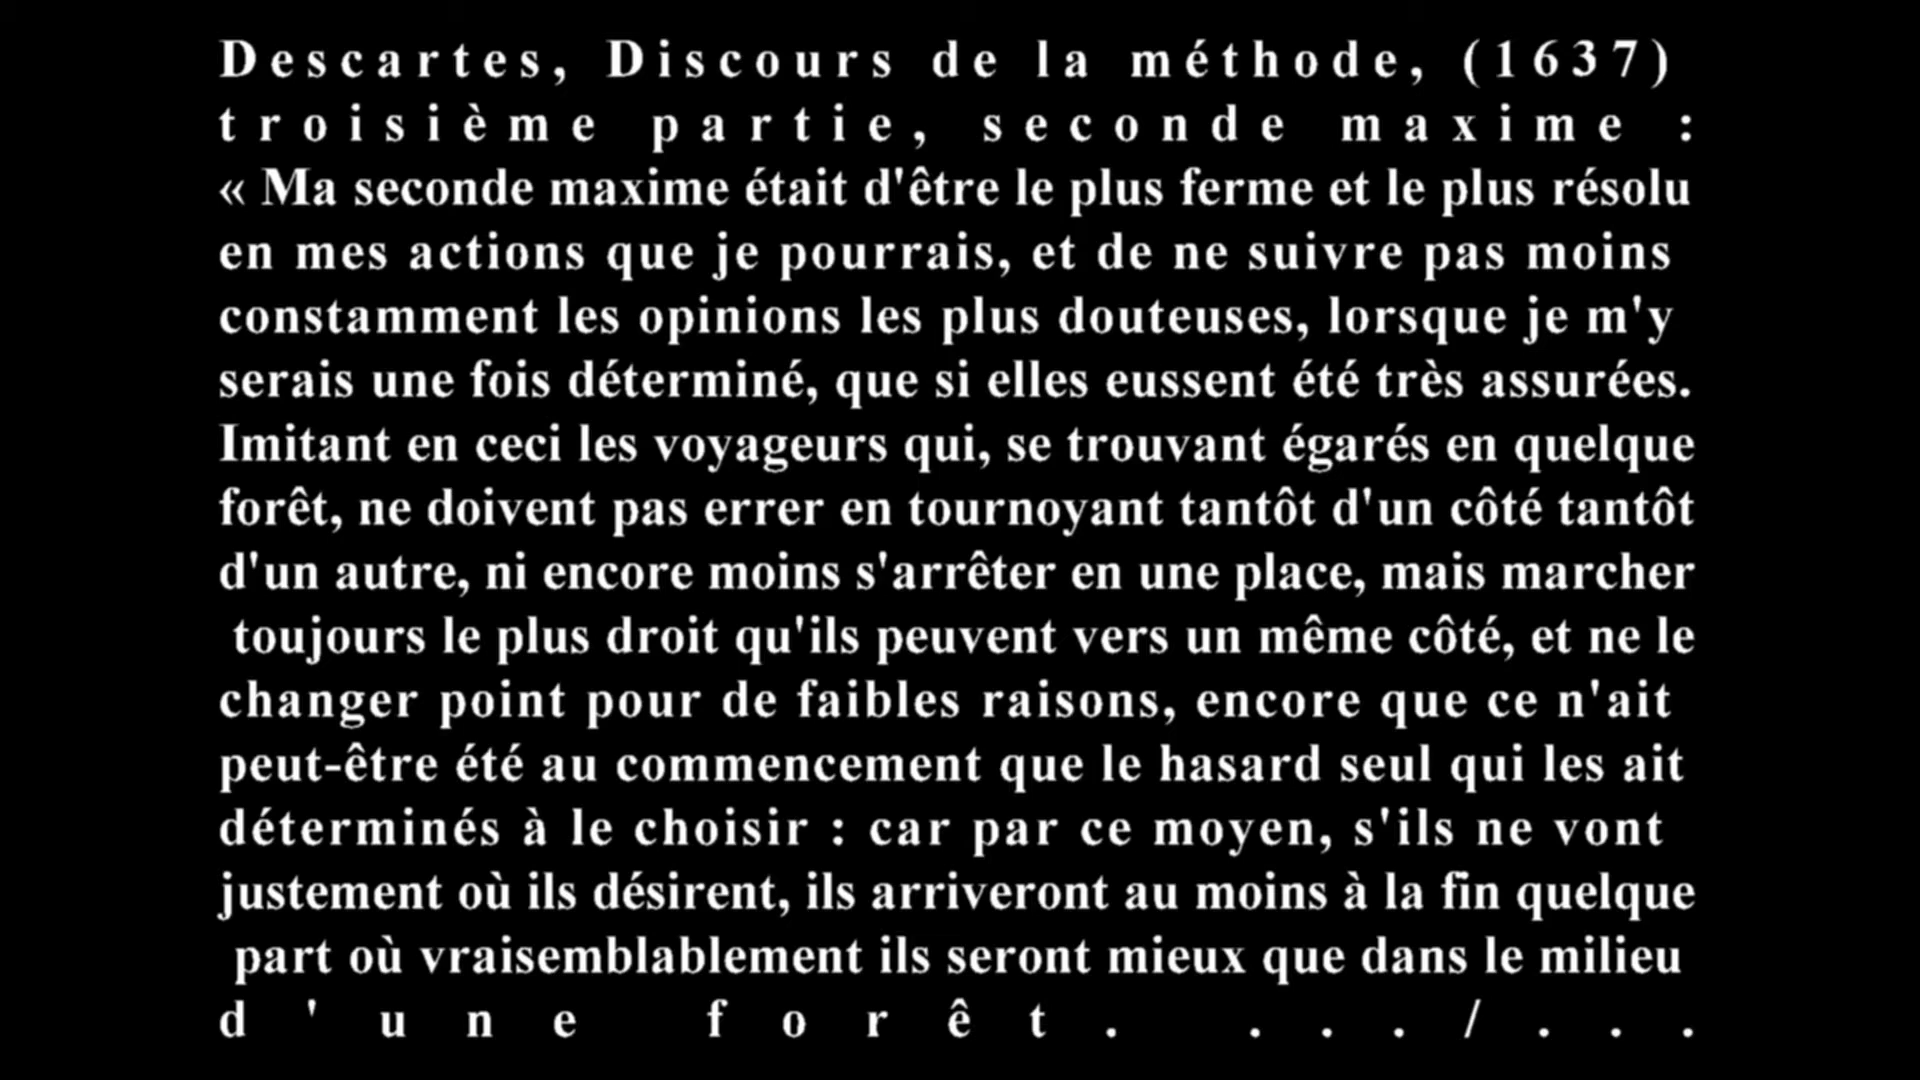 Descartes, Discours de la méthode, (1637)
troisième partie, seconde maxime :
« Ma seconde maxime était d'être le plus ferme et le plus résolu
en mes actions que je pourrais, et de ne suivre pas moins
constamment les opinions les plus douteuses, lorsque je m'y
serais une fois déterminé, que si elles eussent été très assurées.
Imitant en ceci les voyageurs qui, se trouvant égarés en quelque
forêt, ne doivent pas errer en tournoyant tantôt d'un côté tantôt
d'un autre, ni encore moins s'arrêter en une place, mais marcher
toujours le plus droit qu'ils peuvent vers un même côté, et ne le
changer point pour de faibles raisons, encore que ce n'ait
peut-être été au commencement que le hasard seul qui les ait
déterminés à le choisir : car par ce moyen, s'ils ne vont
justement où ils désirent, ils arriveront au moins à la fin quelque
part où vraisemblablement ils seront mieux que dans le milieu
d'une forêt. .../...